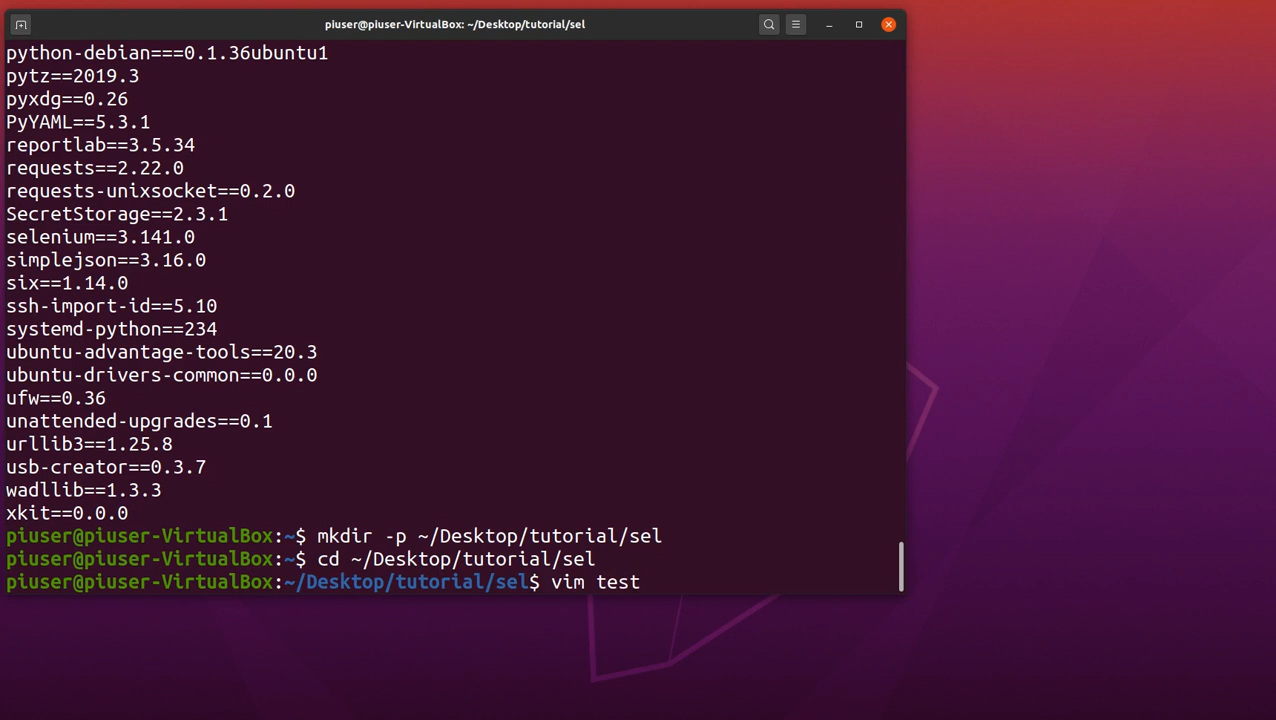 piuser@piuser-VirtualBox: ~/Desktop/tutorial/sel
python-debian===0.1.36ubuntu1
pytz==2019.3
pyxdg==0.26
PyYAML==5.3.1
reportlab==3.5.34
requests==2.22.0
requests-unixsocket==0.2.0
SecretStorage==2.3.1
selenium==3.141.0
simplejson==3.16.0
six==1.14.0
ssh-import-id==5.10
systemd-python==234
ubuntu-advantage-tools==20.3
ubuntu-drivers-common==0.0.0
ufw==0.36
unattended-upgrades==0.1
urllib3==1.25.8
usb-creator==0.3.7
wadllib==1.3.3
xkit==0.0.0
piuser@piuser-VirtualBox:~$ mkdir -p ~/Desktop/tutorial/sel
piuser@piuser-VirtualBox:~$ cd ~/Desktop/tutorial/sel
piuser@piuser-VirtualBox:~/Desktop/tutorial/sel$ vim test